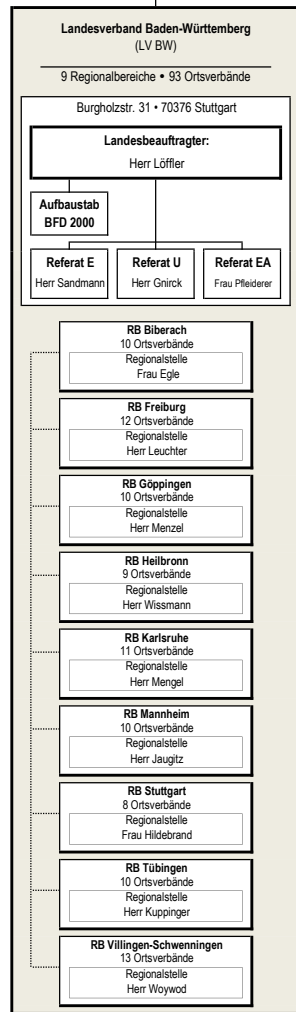 Landesverband Baden-Württemberg
(LV BW)
9 Regionalbereiche • 93 Ortsverbände
Burgholzstr. 31 • 70376 Stuttgart
Landesbeauftragter:
Herr Löffler
Aufbaustab
BFD 2000
Referat E
Herr Sandmann
Referat U
Herr Gnirck
Referat EA
Frau Pfleiderer
RB Biberach
10 Ortsverbände
Regionalstelle
Frau Egle
RB Freiburg
12 Ortsverbände
Regionalstelle
Herr Leuchter
RB Göppingen
10 Ortsverbände
Regionalstelle
Herr Menzel
RB Heilbronn
9 Ortsverbände
Regionalstelle
Herr Wissmann
RB Karlsruhe
11 Ortsverbände
Regionalstelle
Herr Mengel
RB Mannheim
10 Ortsverbände
Regionalstelle
Herr Jaugitz
RB Stuttgart
8 Ortsverbände
Regionalstelle
Frau Hildebrand
RB Tübingen
10 Ortsverbände
Regionalstelle
Herr Kuppinger
RB Villingen-Schwenningen
13 Ortsverbände
Regionalstelle
Herr Woywod